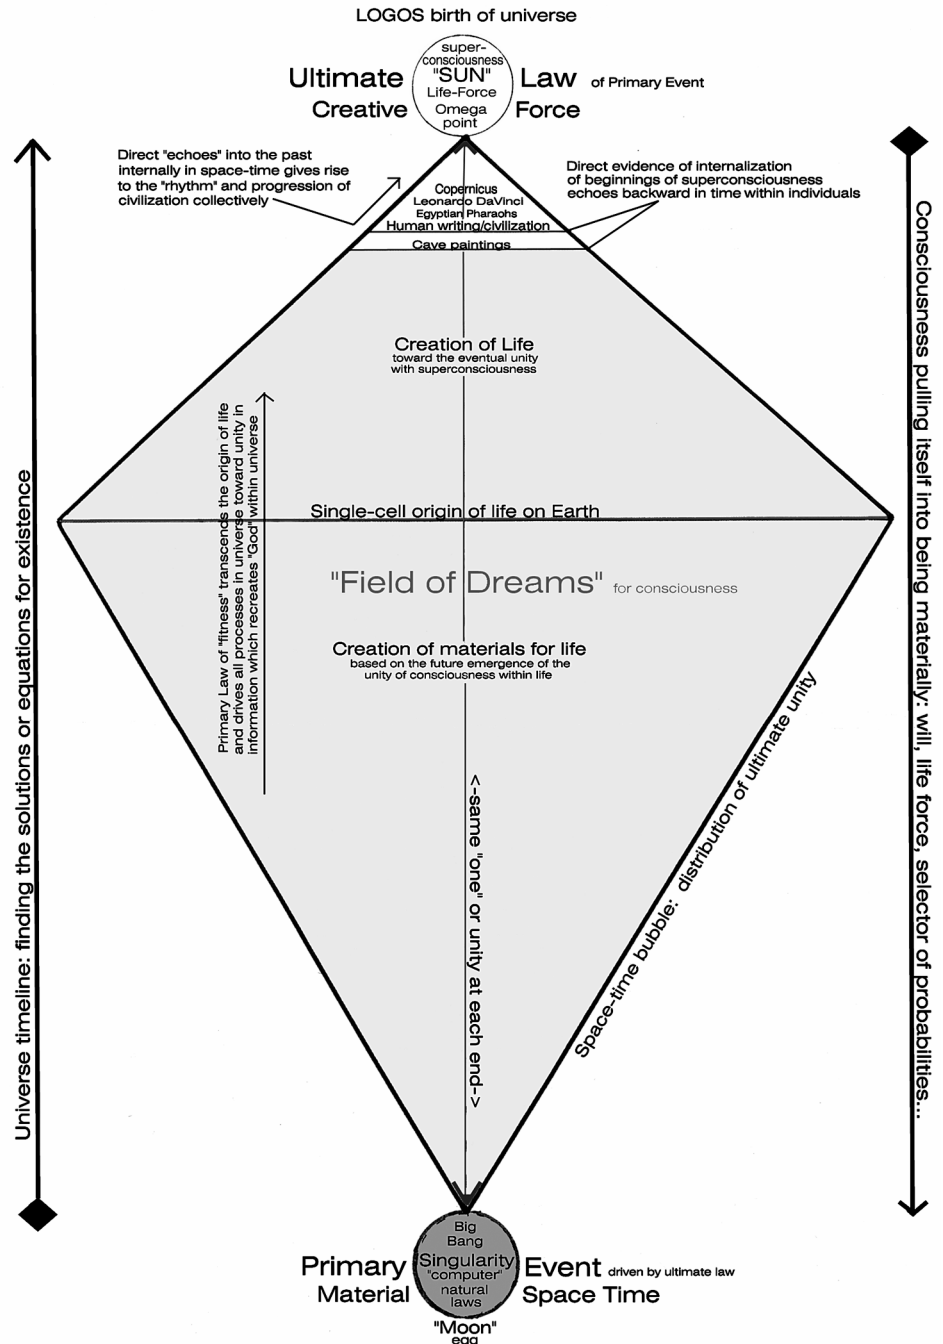 LOGOS birth of universe
super-
consciousness
"SUN"
Life-Force
Omega
point
Ultimate
Creative
Law of Primary Event
Force
Direct "echoes" into the past
internally in space-time gives rise
to the "rhythm" and progression of
civilization collectively
Direct evidence of internalization
of beginnings of superconsciousness
echoes backward in time within individuals
Copernicus
Leonardo DaVinci
Egyptian Pharaohs
Human writing/civilization
Cave paintings
Creation of Life
toward the eventual unity
with superconsciousness
Universe timeline: finding the solutions or equations for existence
Primary Law of "fitness" transcends the origin of life
and drives all processes in universe toward unity in
information which recreates "God" within universe
Consciousness pulling itself into being materially: will, life force, selector of probabilities...
Single-cell origin of life on Earth
"Field of Dreams" for consciousness
Creation of materials for life
based on the future emergence of the
unity of consciousness within life
<-same "one" or unity at each end->
Space-time bubble: distribution of ultimate unity
Big
Bang
Singularity
"computer"
natural
laws
Primary
Material
Event driven by ultimate law
Space Time
"Moon"
egg